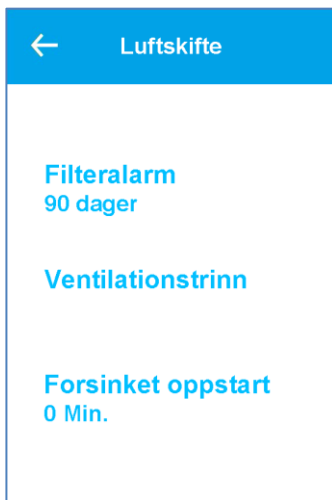 Luftskifte
Filteralarm
90 dager
Ventilationstrinn
Forsinket oppstart
0 Min.